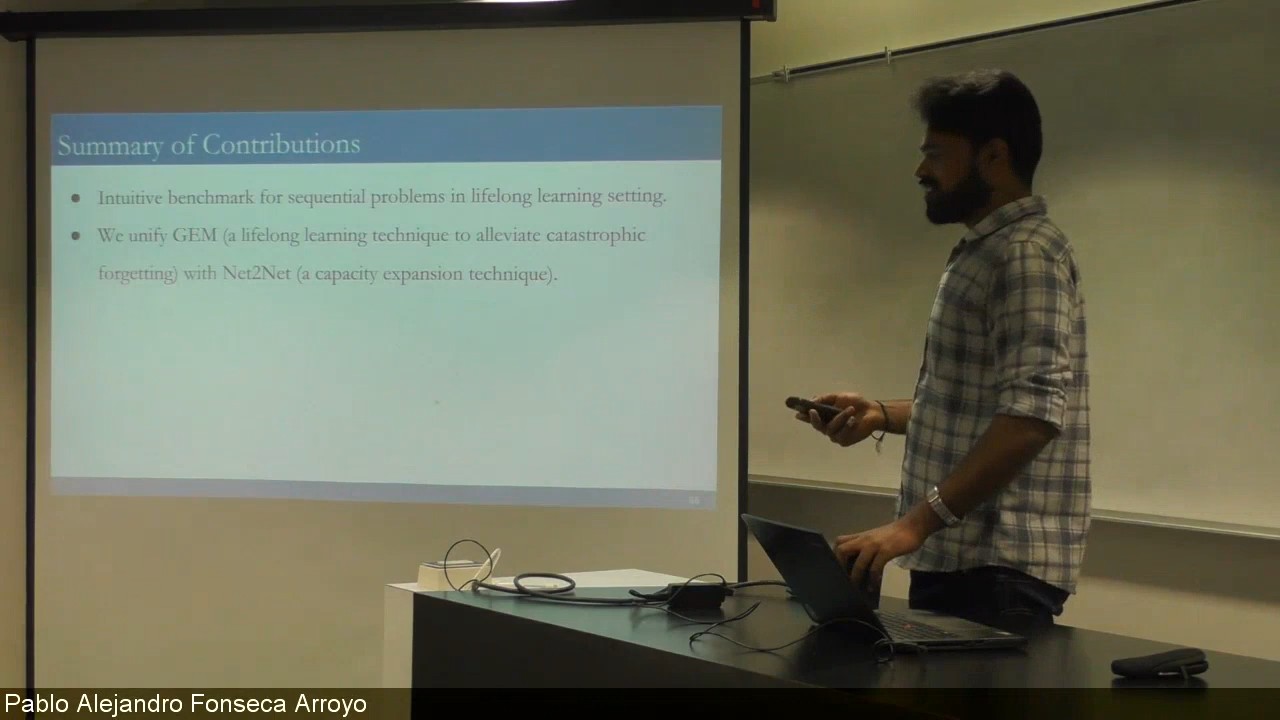 Summary of Contributions
● Intuitive benchmark for sequential problems in lifelong learning setting.
● We unify GEM (a lifelong learning technique to alleviate catastrophic
forgetting) with Net2Net (a capacity expansion technique).
Pablo Alejandro Fonseca Arroyo